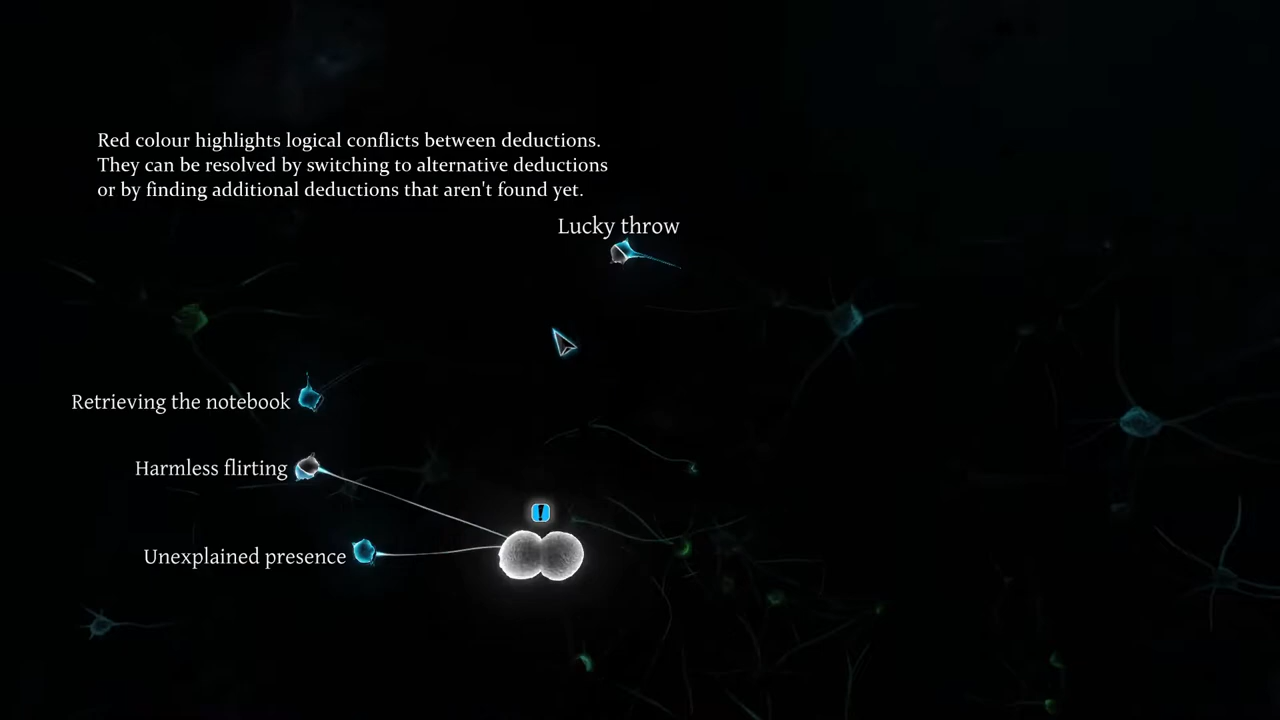 Red colour highlights logical conflicts between deductions.
They can be resolved by switching to alternative deductions
or by finding additional deductions that aren't found yet.
Lucky throw
Retrieving the notebook
Harmless flirting
!
Unexplained presence